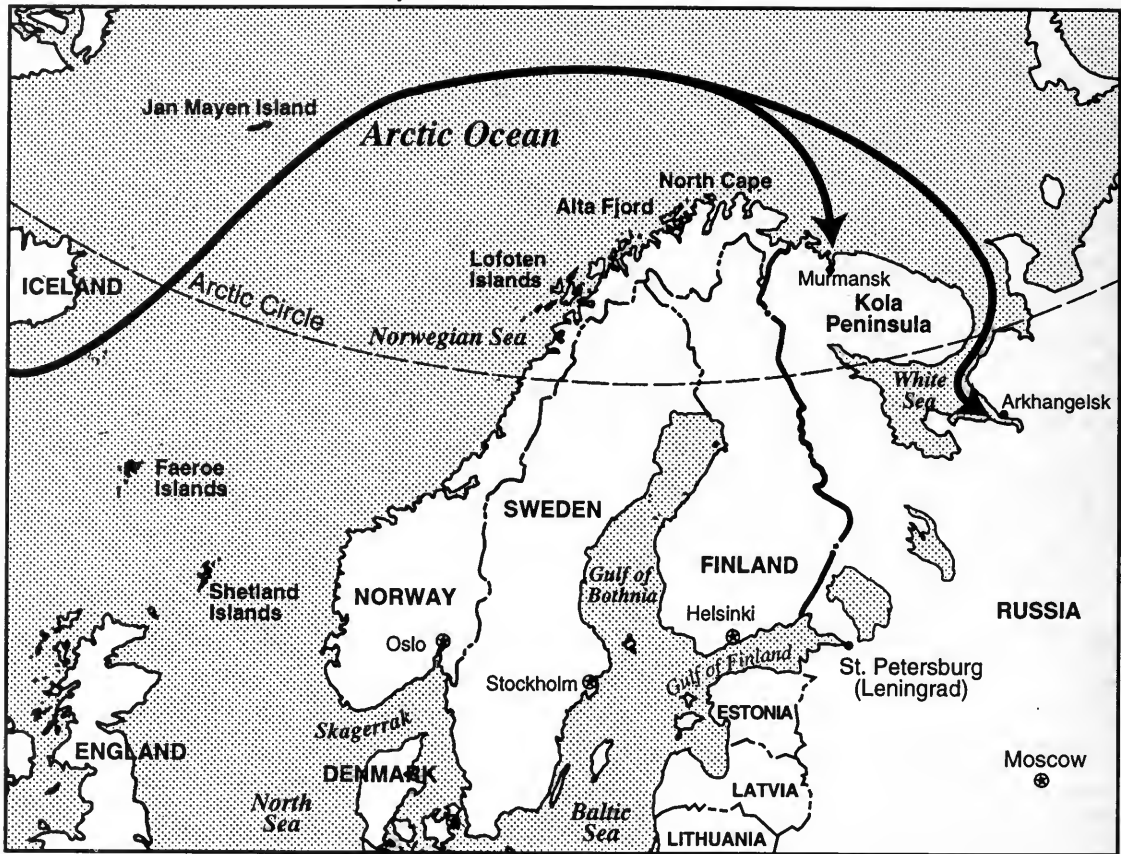 Jan Mayen Island
Arctic Ocean
North Cape
Alta Fjord
Lofoten
Islands
ICELAND
Arctic Circle
Norwegian Sea
Murmansk
Kola
Peninsula
White
Sea
Arkhangelsk
Faeroe
Islands
SWEDEN
Shetland
Islands
NORWAY
Gulf of
Bothnia
FINLAND
Helsinki
RUSSIA
Oslo
Stockholm
Gulf of Finland
St. Petersburg
(Leningrad)
Skagerrak
ESTONIA
ENGLAND
DENMARK
Moscow
LATVIA
North
Sea
Baltic
Sea
LITHUANIA